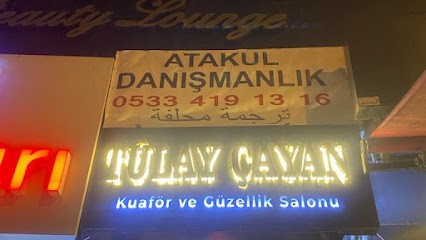 Beauty Lounge
ATAKUL
DANIŞMANLIK
0533 419 13 16
ترجمة محلفة
TÜLAY ÇAYAN
Kuaför ve Güzellik Salonu